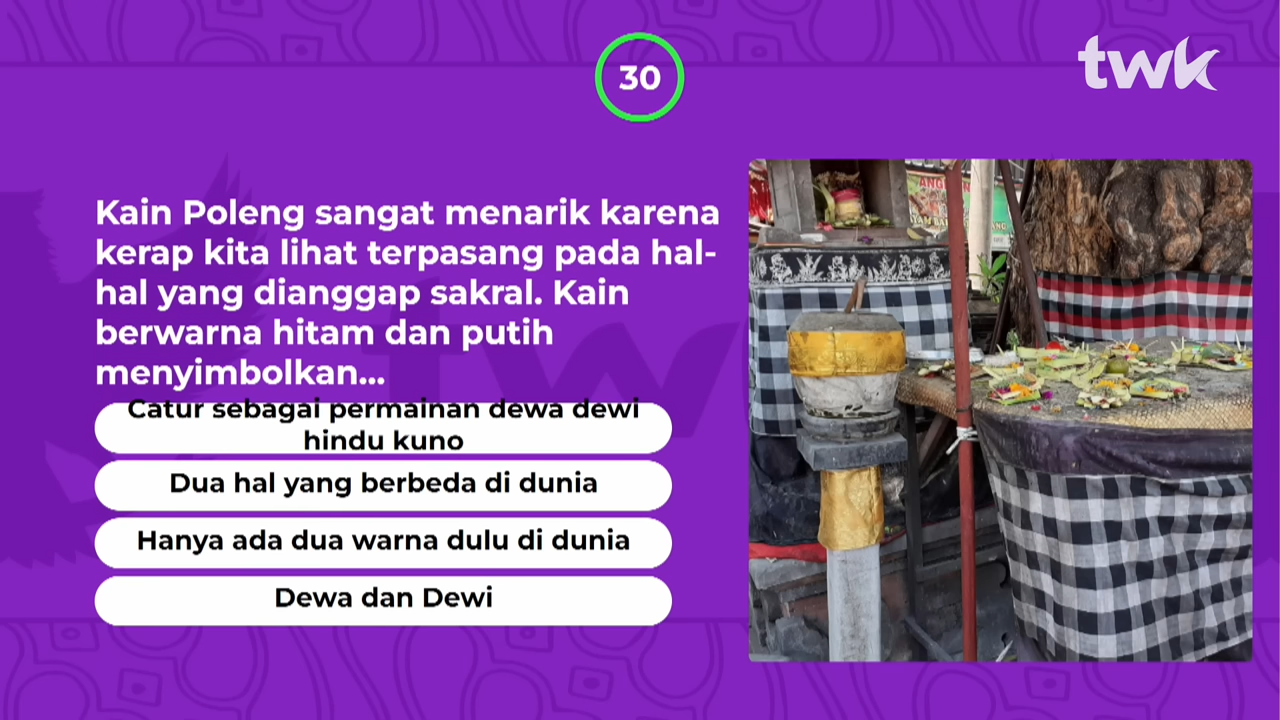 30
twk
Kain Poleng sangat menarik karena
kerap kita lihat terpasang pada hal-
hal yang dianggap sakral. Kain
berwarna hitam dan putih
menyimbolkan...
Catur sebagai permainan dewa dewi
hindu kuno
Dua hal yang berbeda di dunia
Hanya ada dua warna dulu di dunia
Dewa dan Dewi